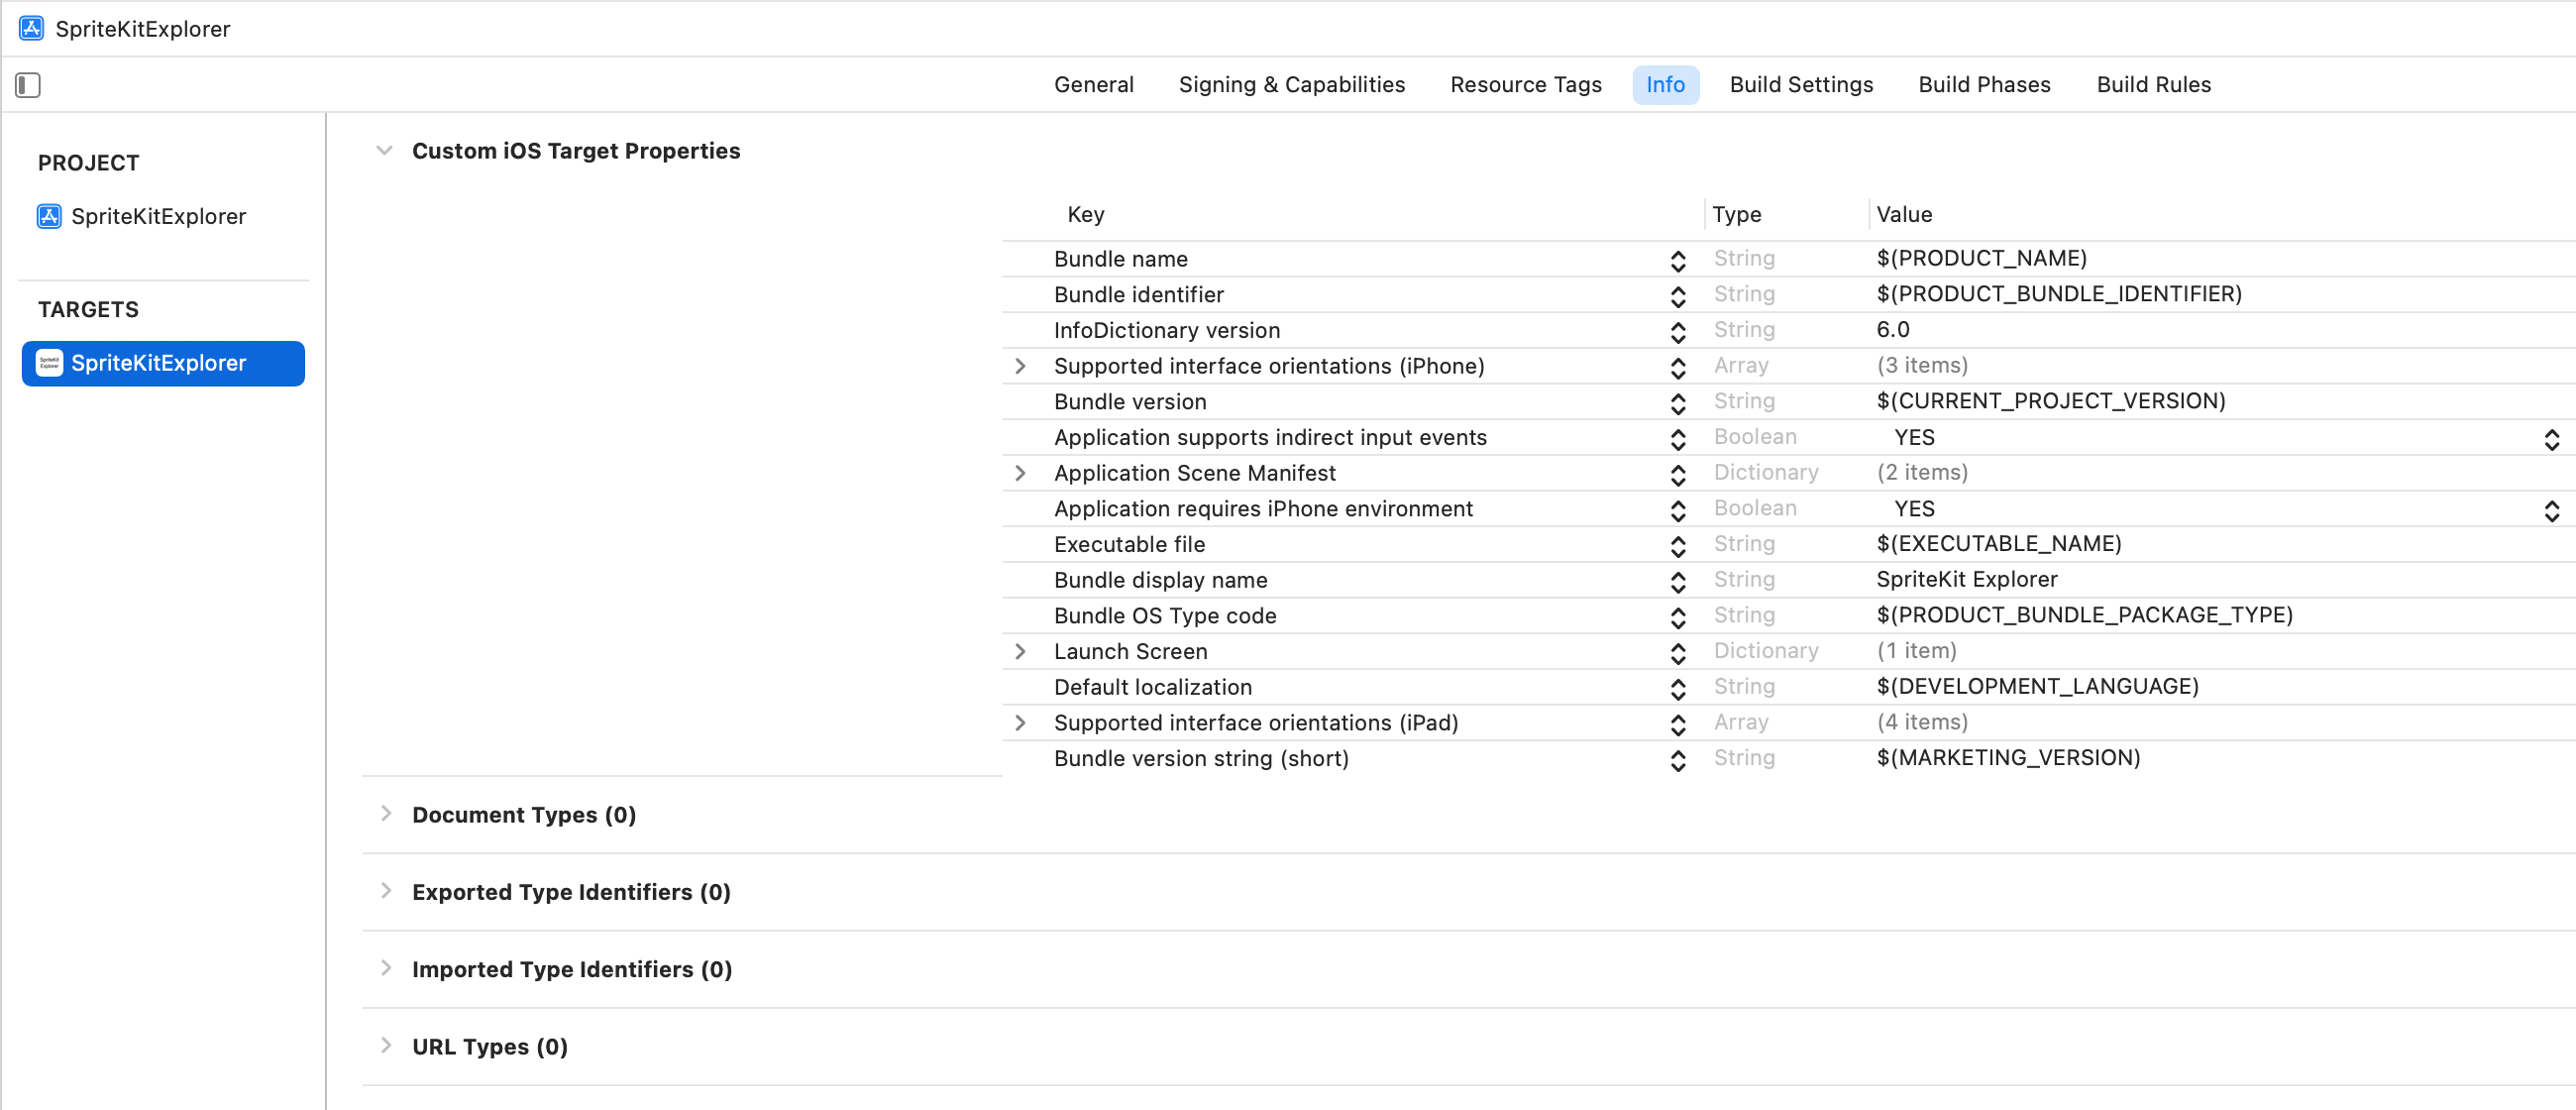 SpriteKitExplorer
General Signing & Capabilities Resource Tags Info Build Settings Build Phases Build Rules
PROJECT
SpriteKitExplorer
TARGETS
SpriteKit Explorer SpriteKitExplorer
Custom iOS Target Properties
Key Type Value
Bundle name String $(PRODUCT_NAME)
Bundle identifier String $(PRODUCT_BUNDLE_IDENTIFIER)
InfoDictionary version String 6.0
Supported interface orientations (iPhone) Array (3 items)
Bundle version String $(CURRENT_PROJECT_VERSION)
Application supports indirect input events Boolean YES
Application Scene Manifest Dictionary (2 items)
Application requires iPhone environment Boolean YES
Executable file String $(EXECUTABLE_NAME)
Bundle display name String SpriteKit Explorer
Bundle OS Type code String $(PRODUCT_BUNDLE_PACKAGE_TYPE)
Launch Screen Dictionary (1 item)
Default localization String $(DEVELOPMENT_LANGUAGE)
Supported interface orientations (iPad) Array (4 items)
Bundle version string (short) String $(MARKETING_VERSION)
Document Types (0)
Exported Type Identifiers (0)
Imported Type Identifiers (0)
URL Types (0)